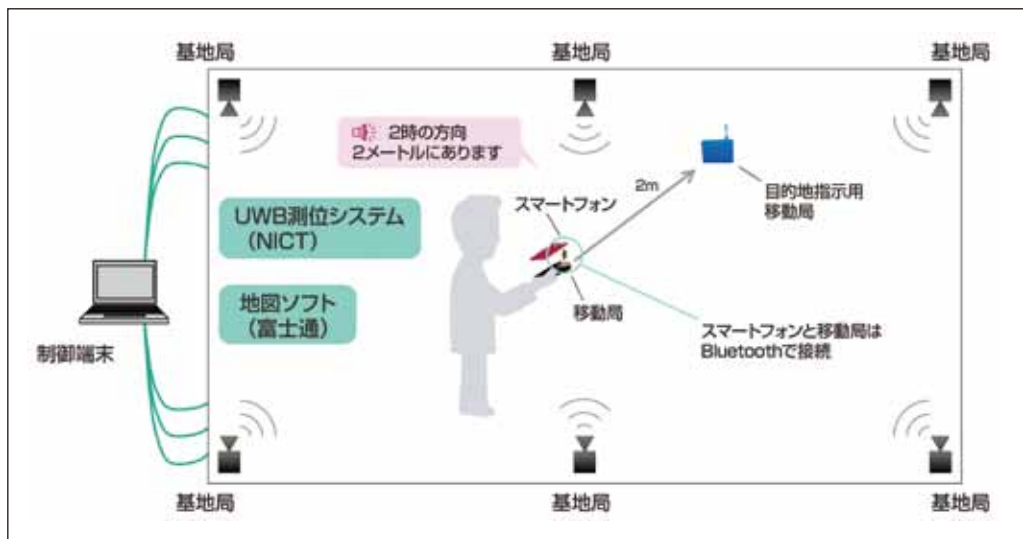 基地局
基地局
基地局
2時の方向
2メートルにあります
2m
目的地指示用
移動局
スマートフォン
UWB測位システム
(NICT)
移動局
地図ソフト
(富士通)
スマートフォンと移動局は
Bluetoothで接続
制御端末
基地局
基地局
基地局